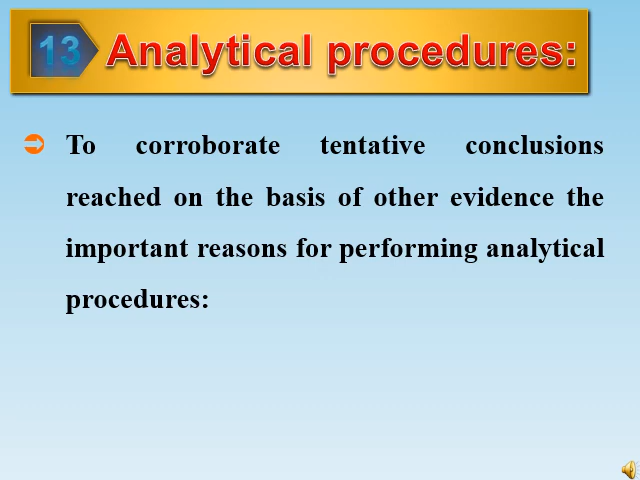 13 Analytical procedures:
To corroborate tentative conclusions
reached on the basis of other evidence the
important reasons for performing analytical
procedures: